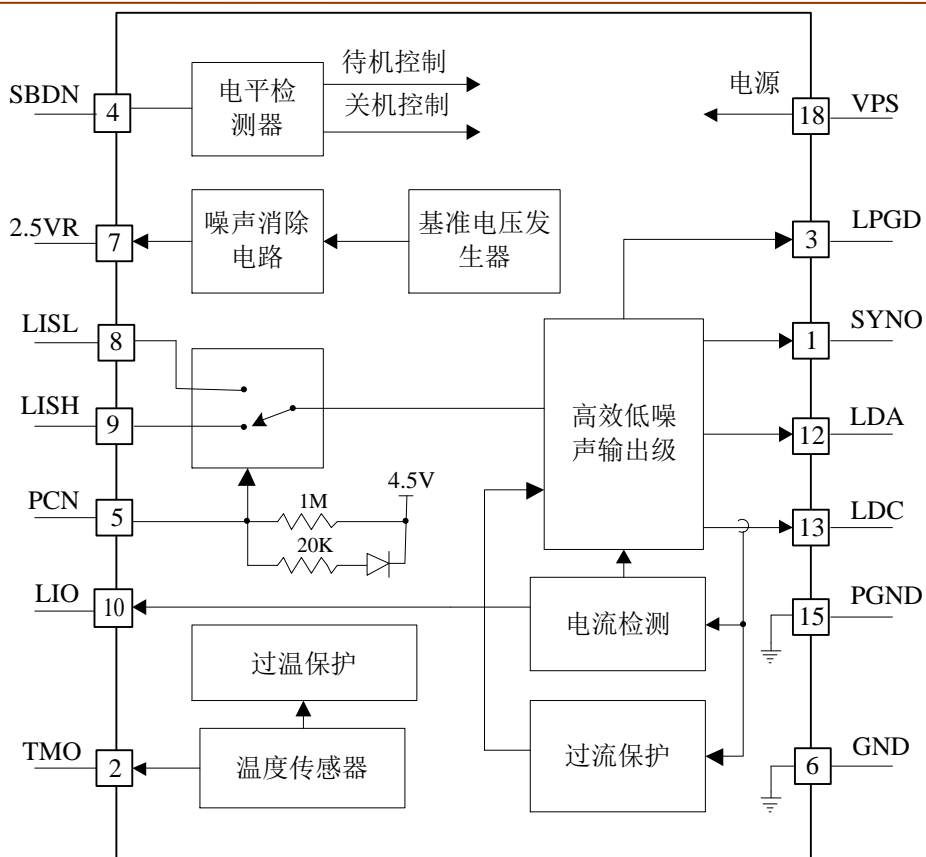 待机控制
SBDN
4
电平检
测器
关机控制
电源
18
VPS
2.5VR
7
噪声消除
电路
基准电压发
生器
3
LPGD
LISL
8
1
SYNO
LISH
9
高效低噪
声输出级
12
LDA
PCN
5
1M
20K
4.5V
13
LDC
LIO
10
电流检测
15
PGND
过温保护
TMO
2
温度传感器
过流保护
6
GND